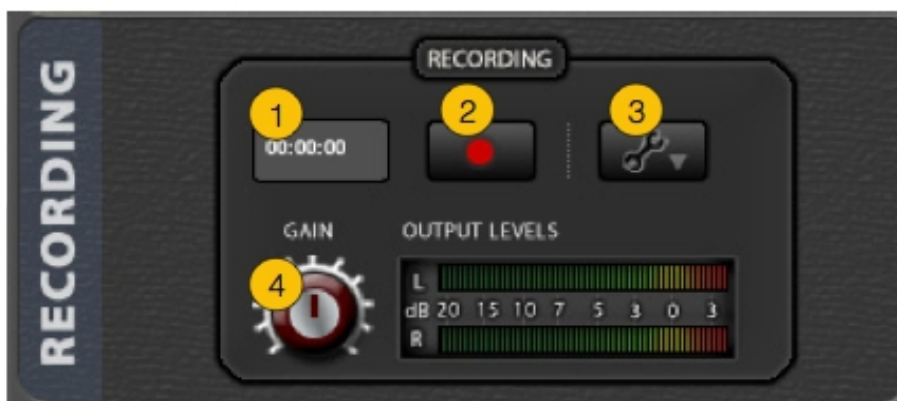 RECORDING
RECORDING
1
2
3
00:00:00
GAIN
OUTPUT LEVELS
4
L
dB 20 15 10 7 5 3 0 3
R